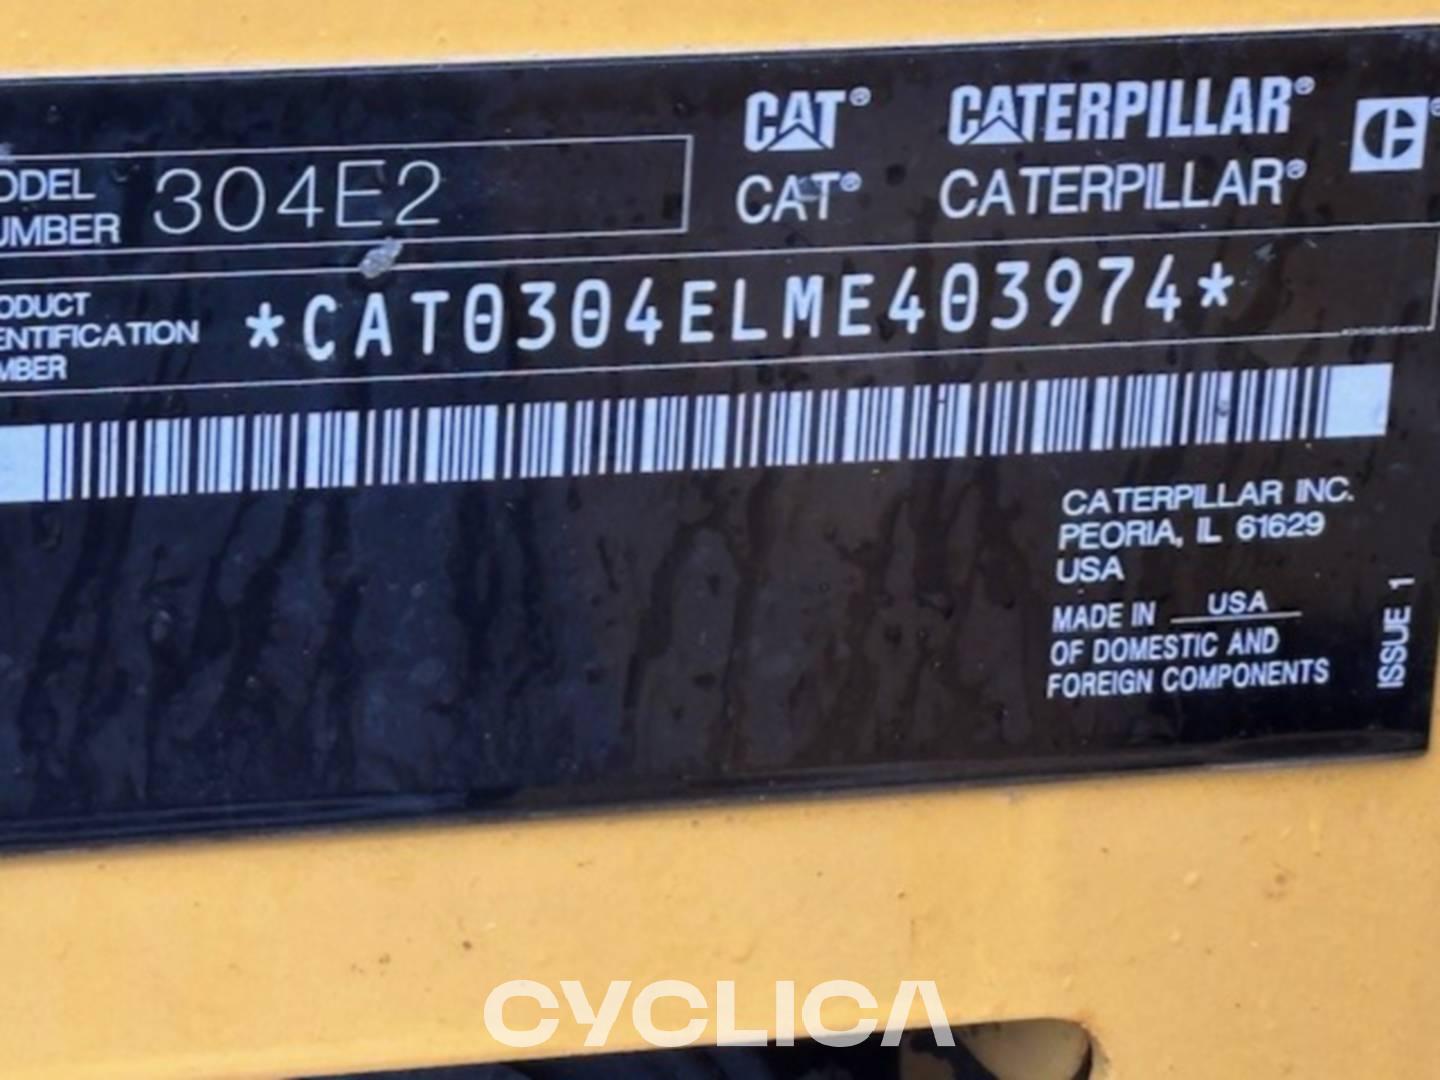 CAT® CATERPILLAR®
CAT® CATERPILLAR®
ODEL
UMBER 304E2
ODUCT
ENTIFICATION
MBER
*CAT0304ELME403974*
CATERPILLAR INC.
PEORIA, IL 61629
USA
MADE IN USA
OF DOMESTIC AND
FOREIGN COMPONENTS
ISSUE 1
CYCLICA